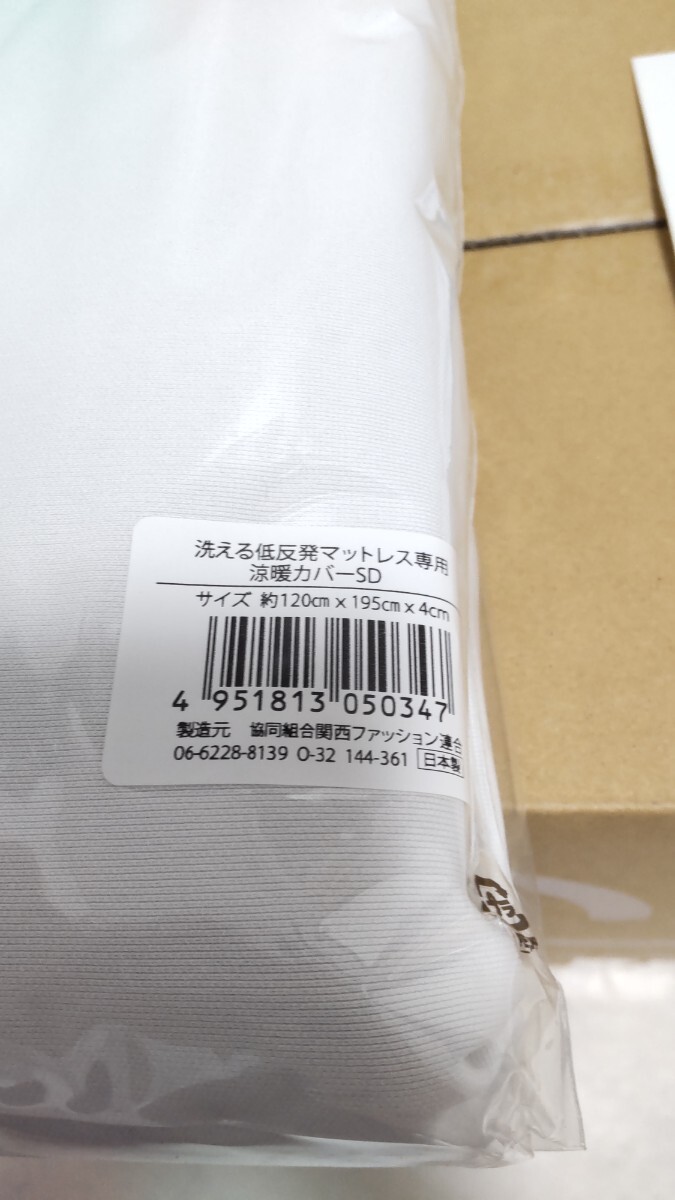 洗える低反発マットレス専用
涼暖カバーSD
サイズ 約120㎝×195㎝×4㎝
4 951813 050347
製造元 協同組合関西ファッション連合
06-6228-8139 O-32 144-361 日本製
プラ